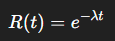 R(t) = e^{-λt}